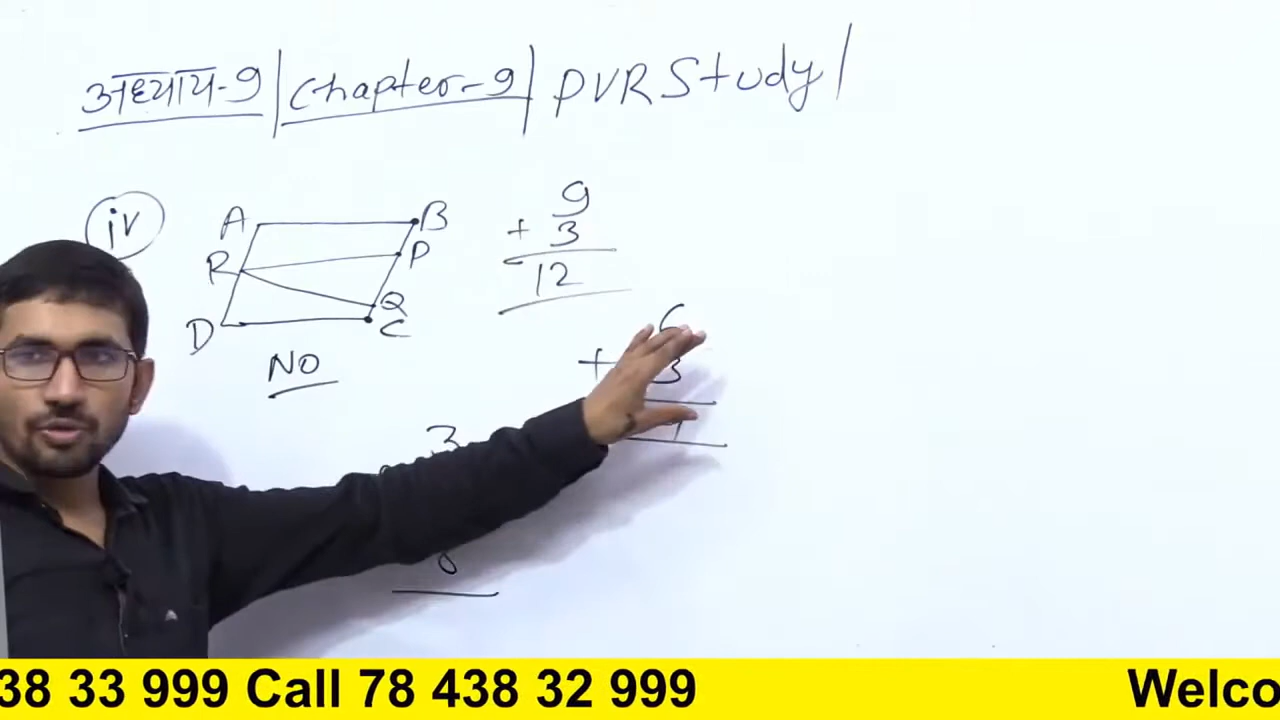 अध्याय-9 | Chapter-9 | PVR Study |
iv
A B
R P
Q
D C
NO
9
+ 3
12
6
+ 3
9
3
38 33 999 Call 78 438 32 999 Welco